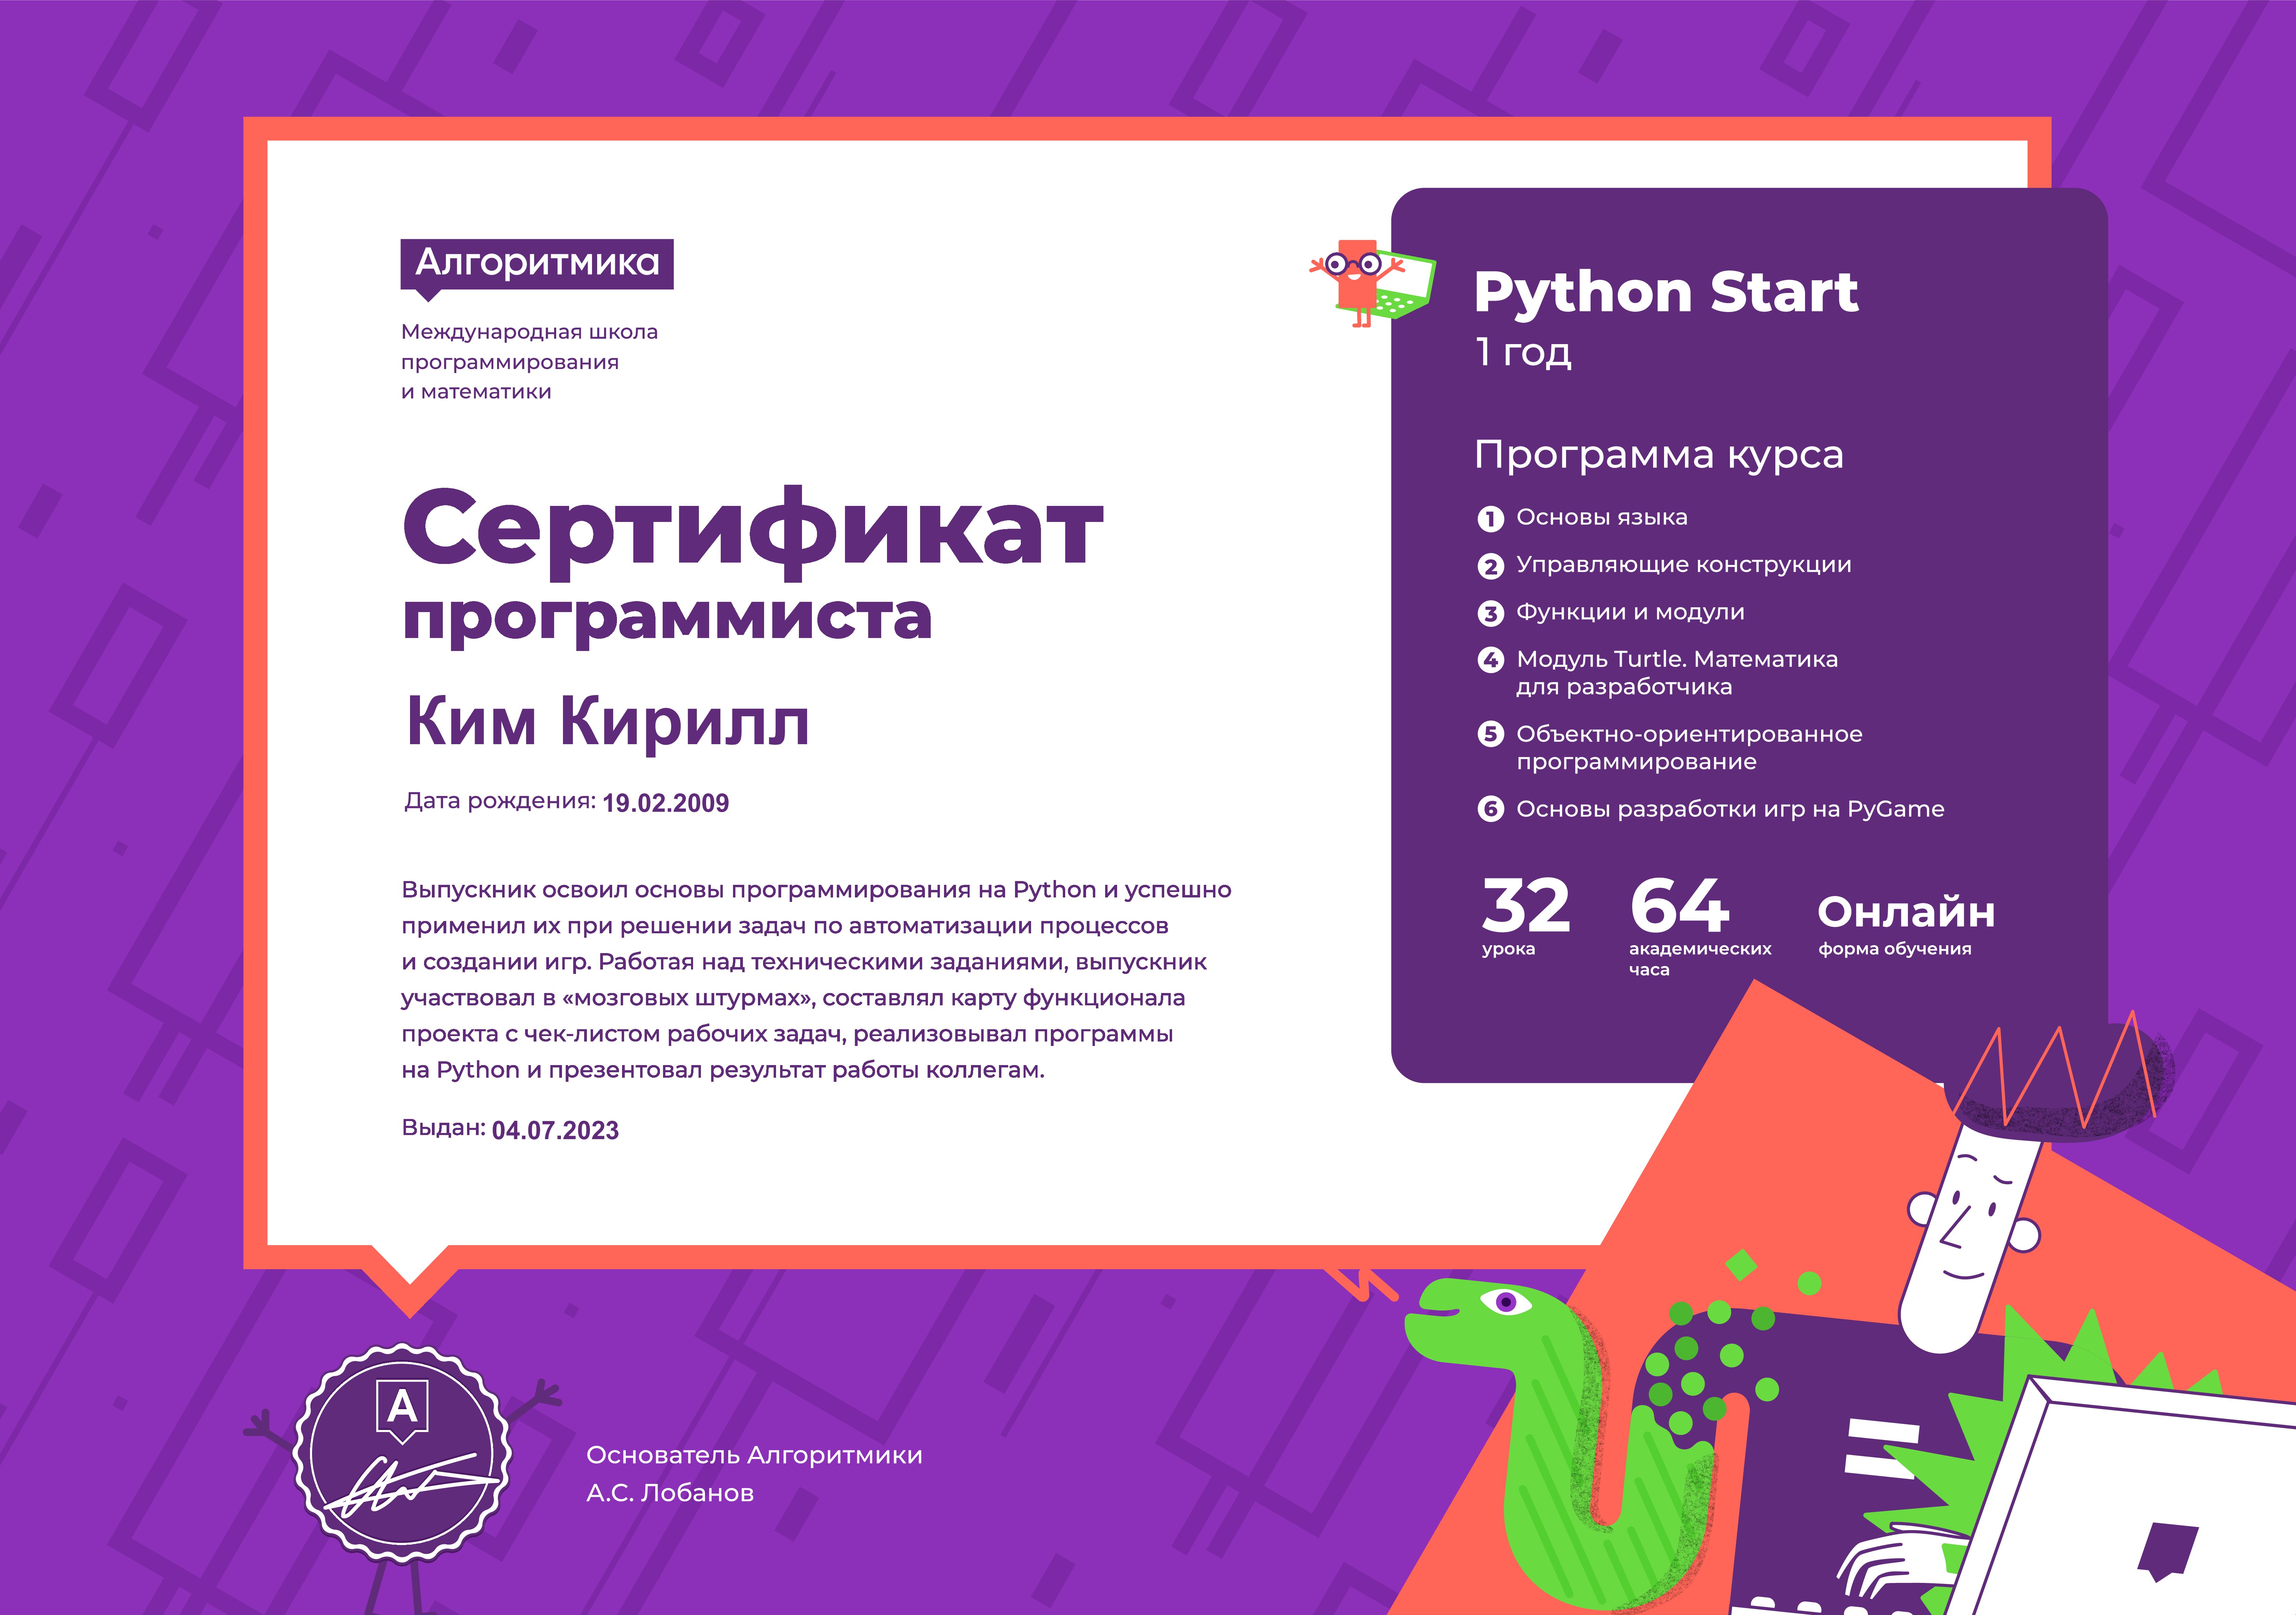 Алгоритмика
Международная школа
программирования
и математики
Сертификат
программиста
Ким Кирилл
Дата рождения: 19.02.2009
Выпускник освоил основы программирования на Python и успешно
применил их при решении задач по автоматизации процессов
и создании игр. Работая над техническими заданиями, выпускник
участвовал в «мозговых штурмах», составлял карту функционала
проекта с чек-листом рабочих задач, реализовывал программы
на Python и презентовал результат работы коллегам.
Выдан: 04.07.2023
Python Start
1 год
Программа курса
1 Основы языка
2 Управляющие конструкции
3 Функции и модули
4 Модуль Turtle. Математика
для разработчика
5 Объектно-ориентированное
программирование
6 Основы разработки игр на PyGame
32
урока
64
академических
часа
Онлайн
форма обучения
А
Основатель Алгоритмики
А.С. Лобанов